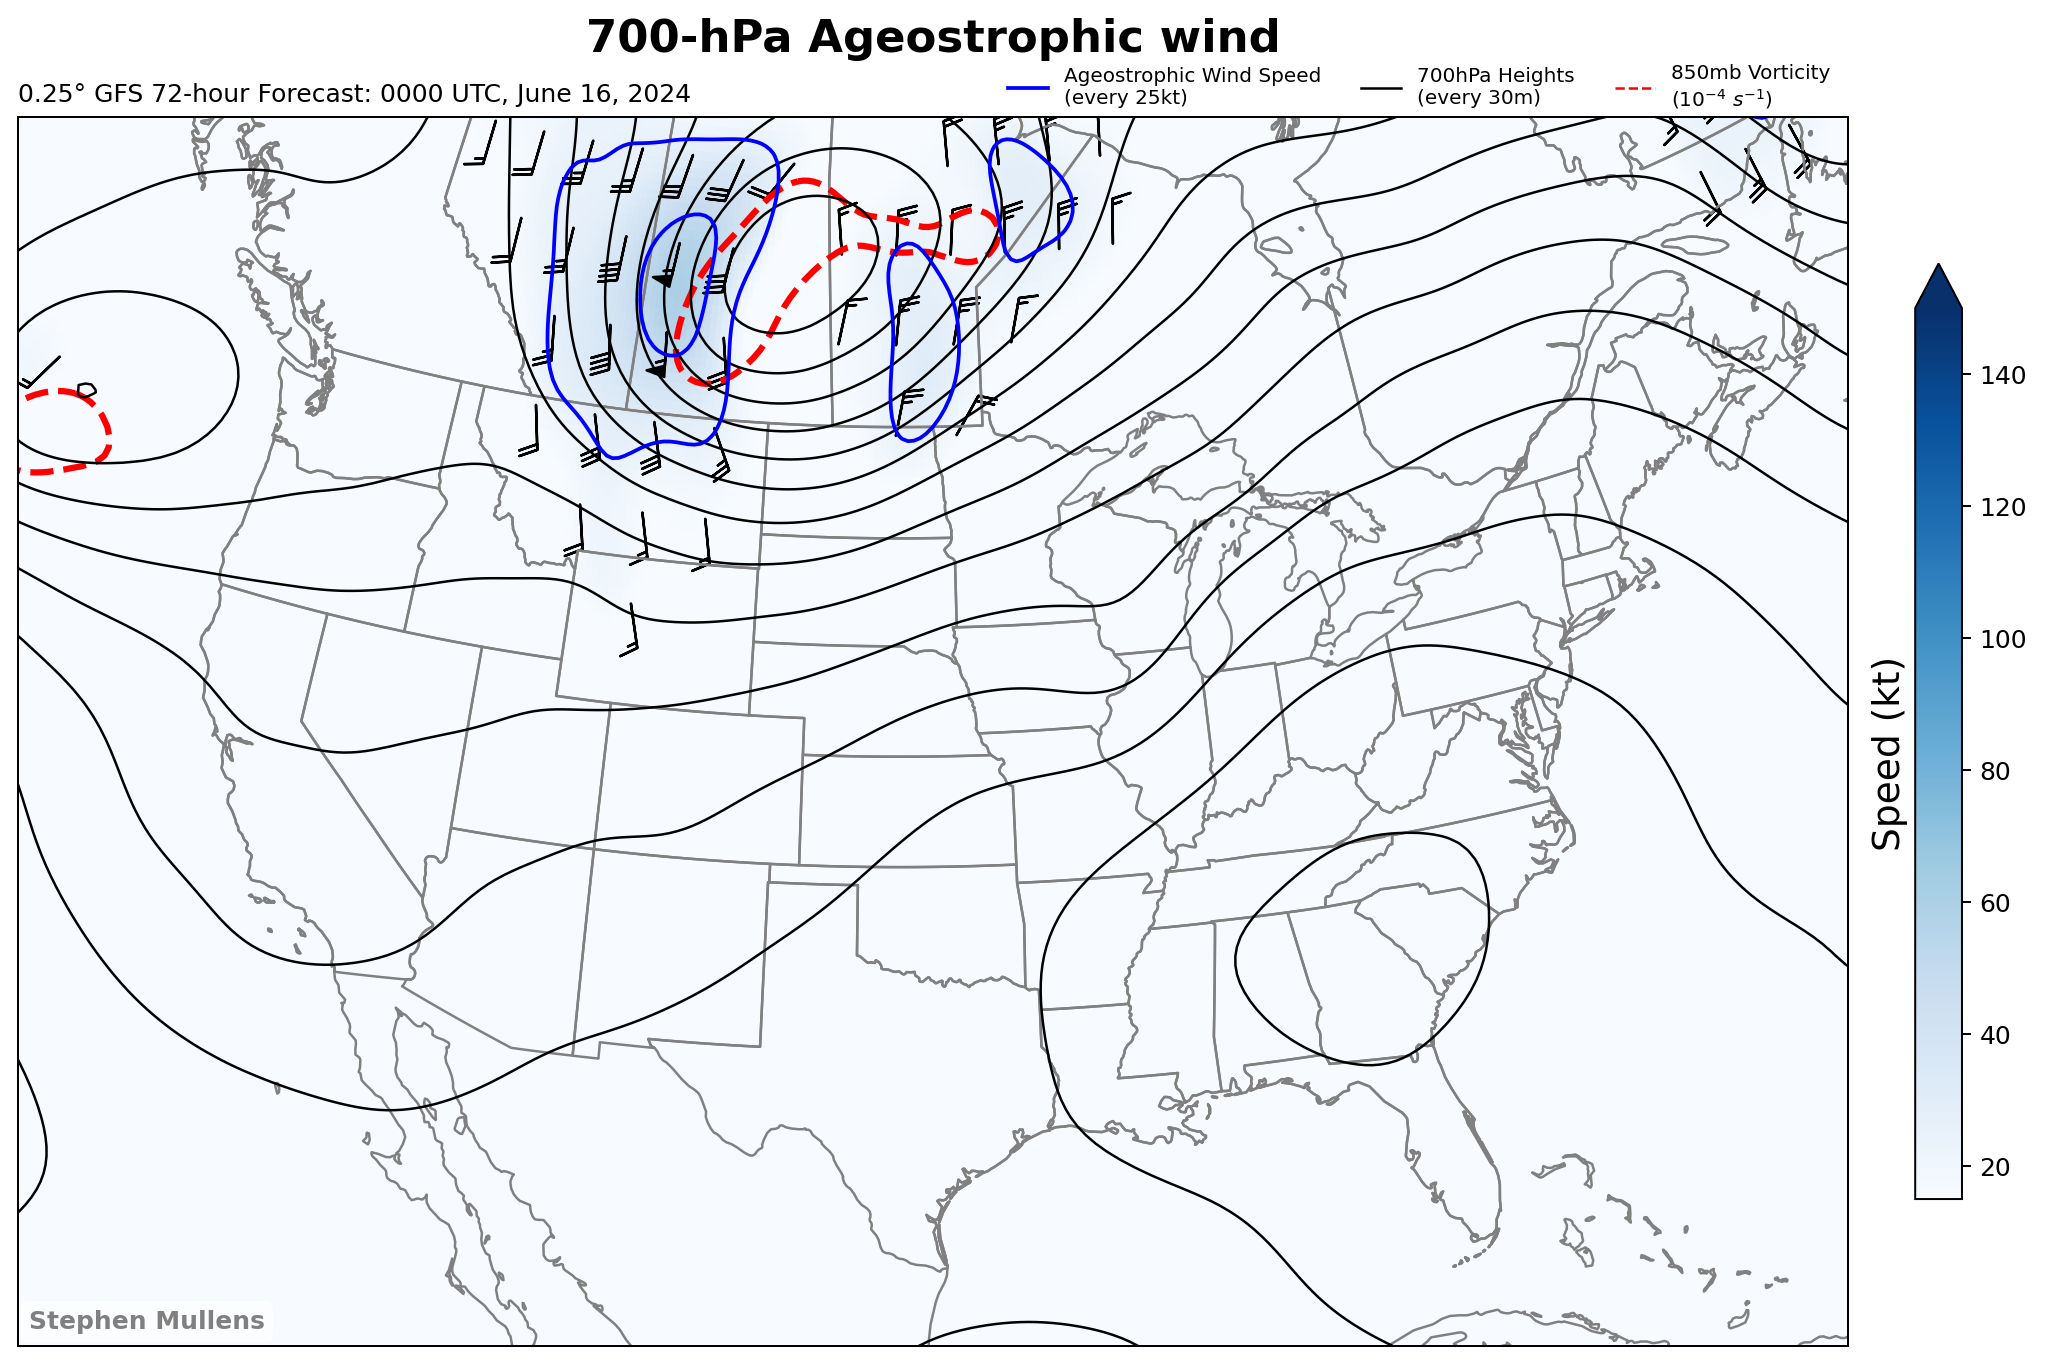 700-hPa Ageostrophic wind
0.25° GFS 72-hour Forecast: 0000 UTC, June 16, 2024
Ageostrophic Wind Speed
(every 25kt)
700hPa Heights
(every 30m)
850mb Vorticity
(10⁻⁴ s⁻¹)
140
120
100
80
60
40
20
Speed (kt)
Stephen Mullens